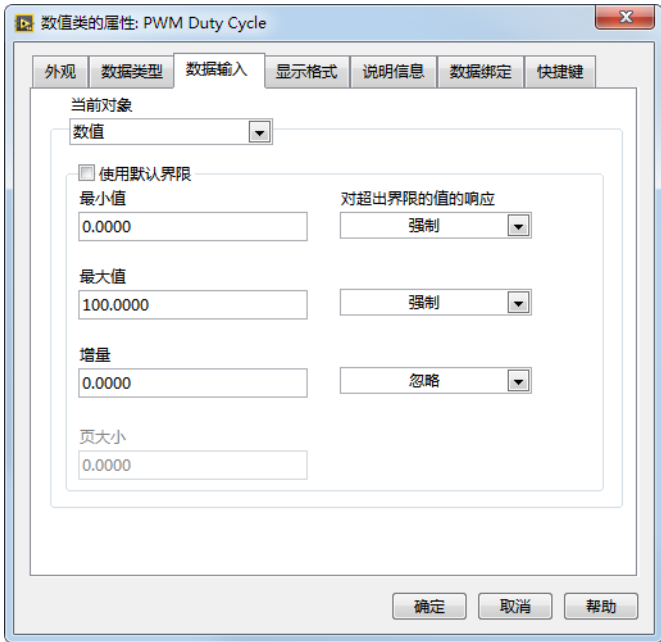 数值类的属性: PWM Duty Cycle
外观 数据类型 数据输入 显示格式 说明信息 数据绑定 快捷键
当前对象
数值
使用默认界限
最小值 对超出界限的值的响应
0.0000 强制
最大值
100.0000 强制
增量
0.0000 忽略
页大小
0.0000
确定 取消 帮助